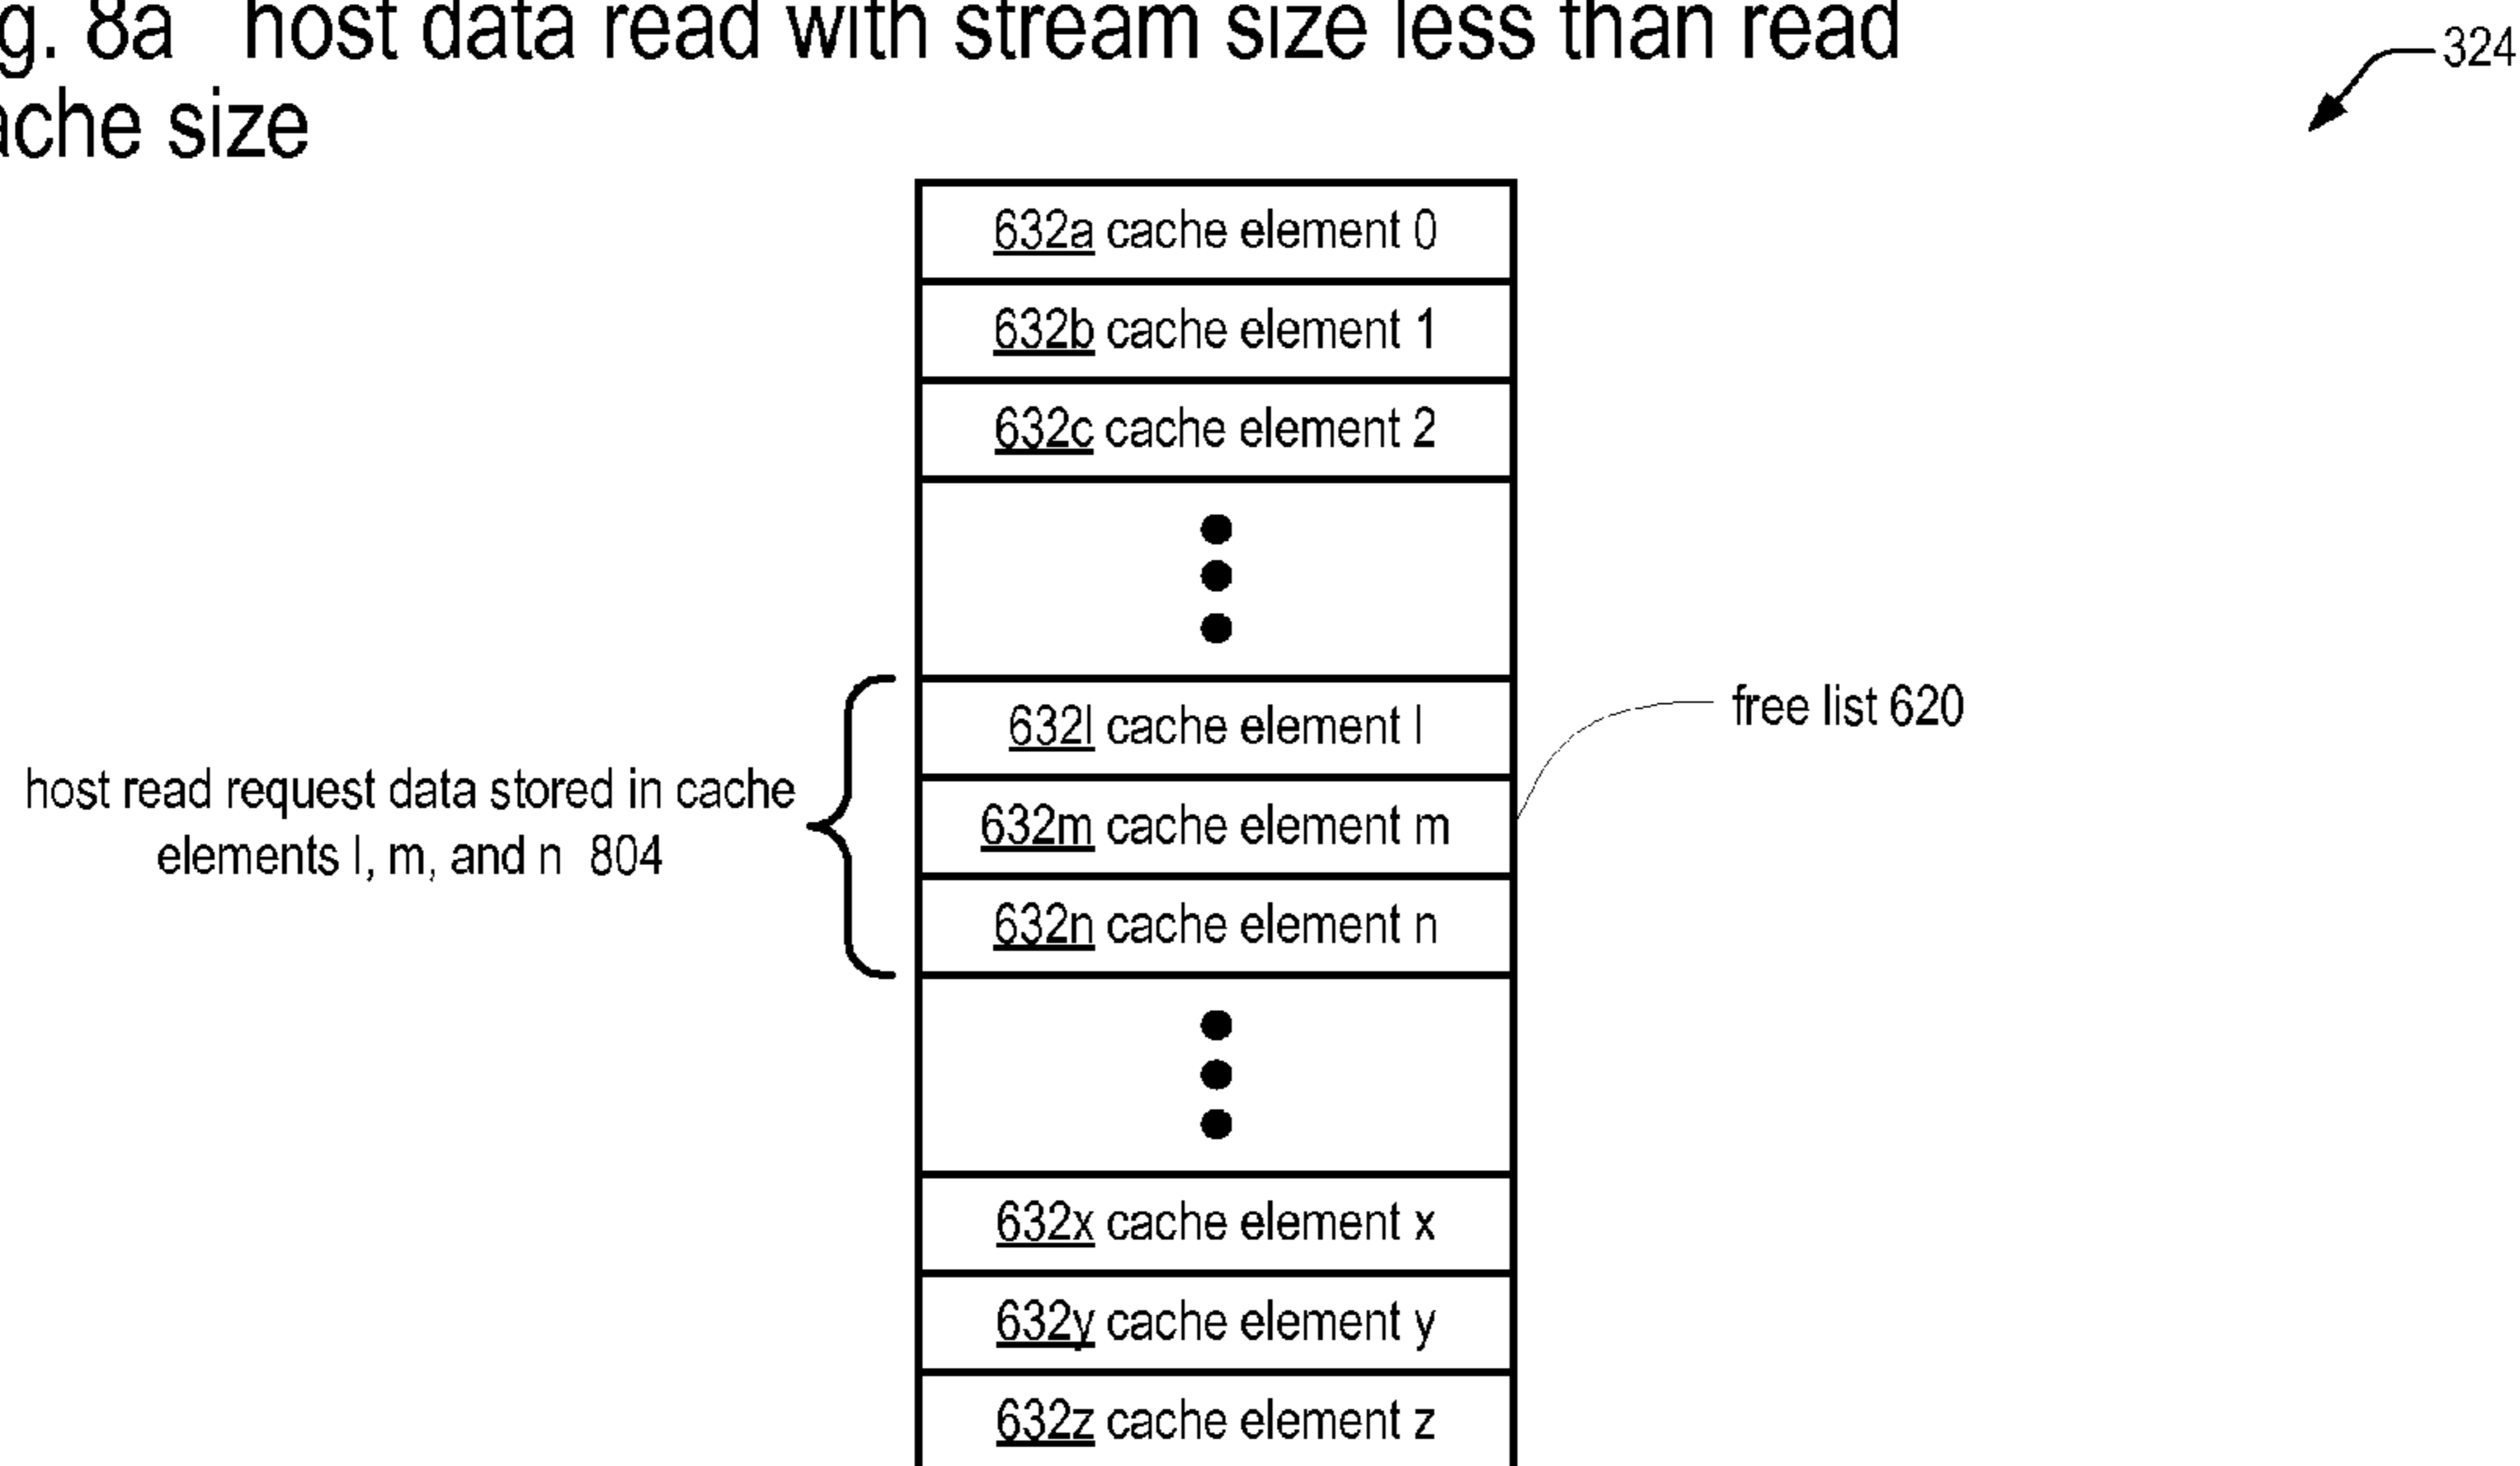 g. 8a host data read with stream size less than read
ache size
324
632a cache element 0
632b cache element 1
632c cache element 2
632l cache element l
632m cache element m
632n cache element n
host read request data stored in cache
elements l, m, and n 804
free list 620
632x cache element x
632y cache element y
632z cache element z